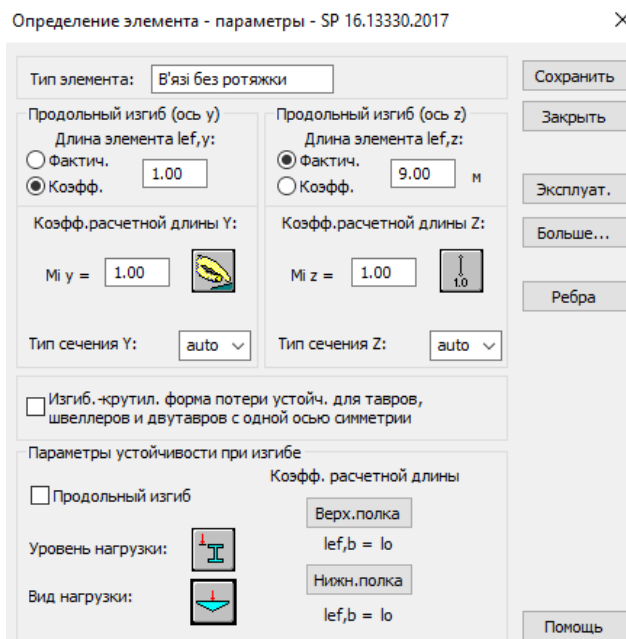 Определение элемента - параметры - SP 16.13330.2017
Тип элемента: В'язі без ротяжки
Сохранить
Продольный изгиб (ось y)
Продольный изгиб (ось z)
Закрыть
Длина элемента lef,y:
Длина элемента lef,z:
Фактич.
Коэфф.
1.00
Фактич.
Коэфф.
9.00 м
Эксплуат.
Коэфф.расчетной длины Y:
Коэфф.расчетной длины Z:
Больше...
Mi y = 1.00
Mi z = 1.00
1.0
Ребра
Тип сечения Y: auto
Тип сечения Z: auto
Изгиб.-крутил. форма потери устойч. для тавров,
швеллеров и двутавров с одной осью симметрии
Параметры устойчивости при изгибе
Коэфф. расчетной длины
Продольный изгиб
Верх.полка
Уровень нагрузки:
lef,b = lo
Нижн.полка
Вид нагрузки:
lef,b = lo
Помощь